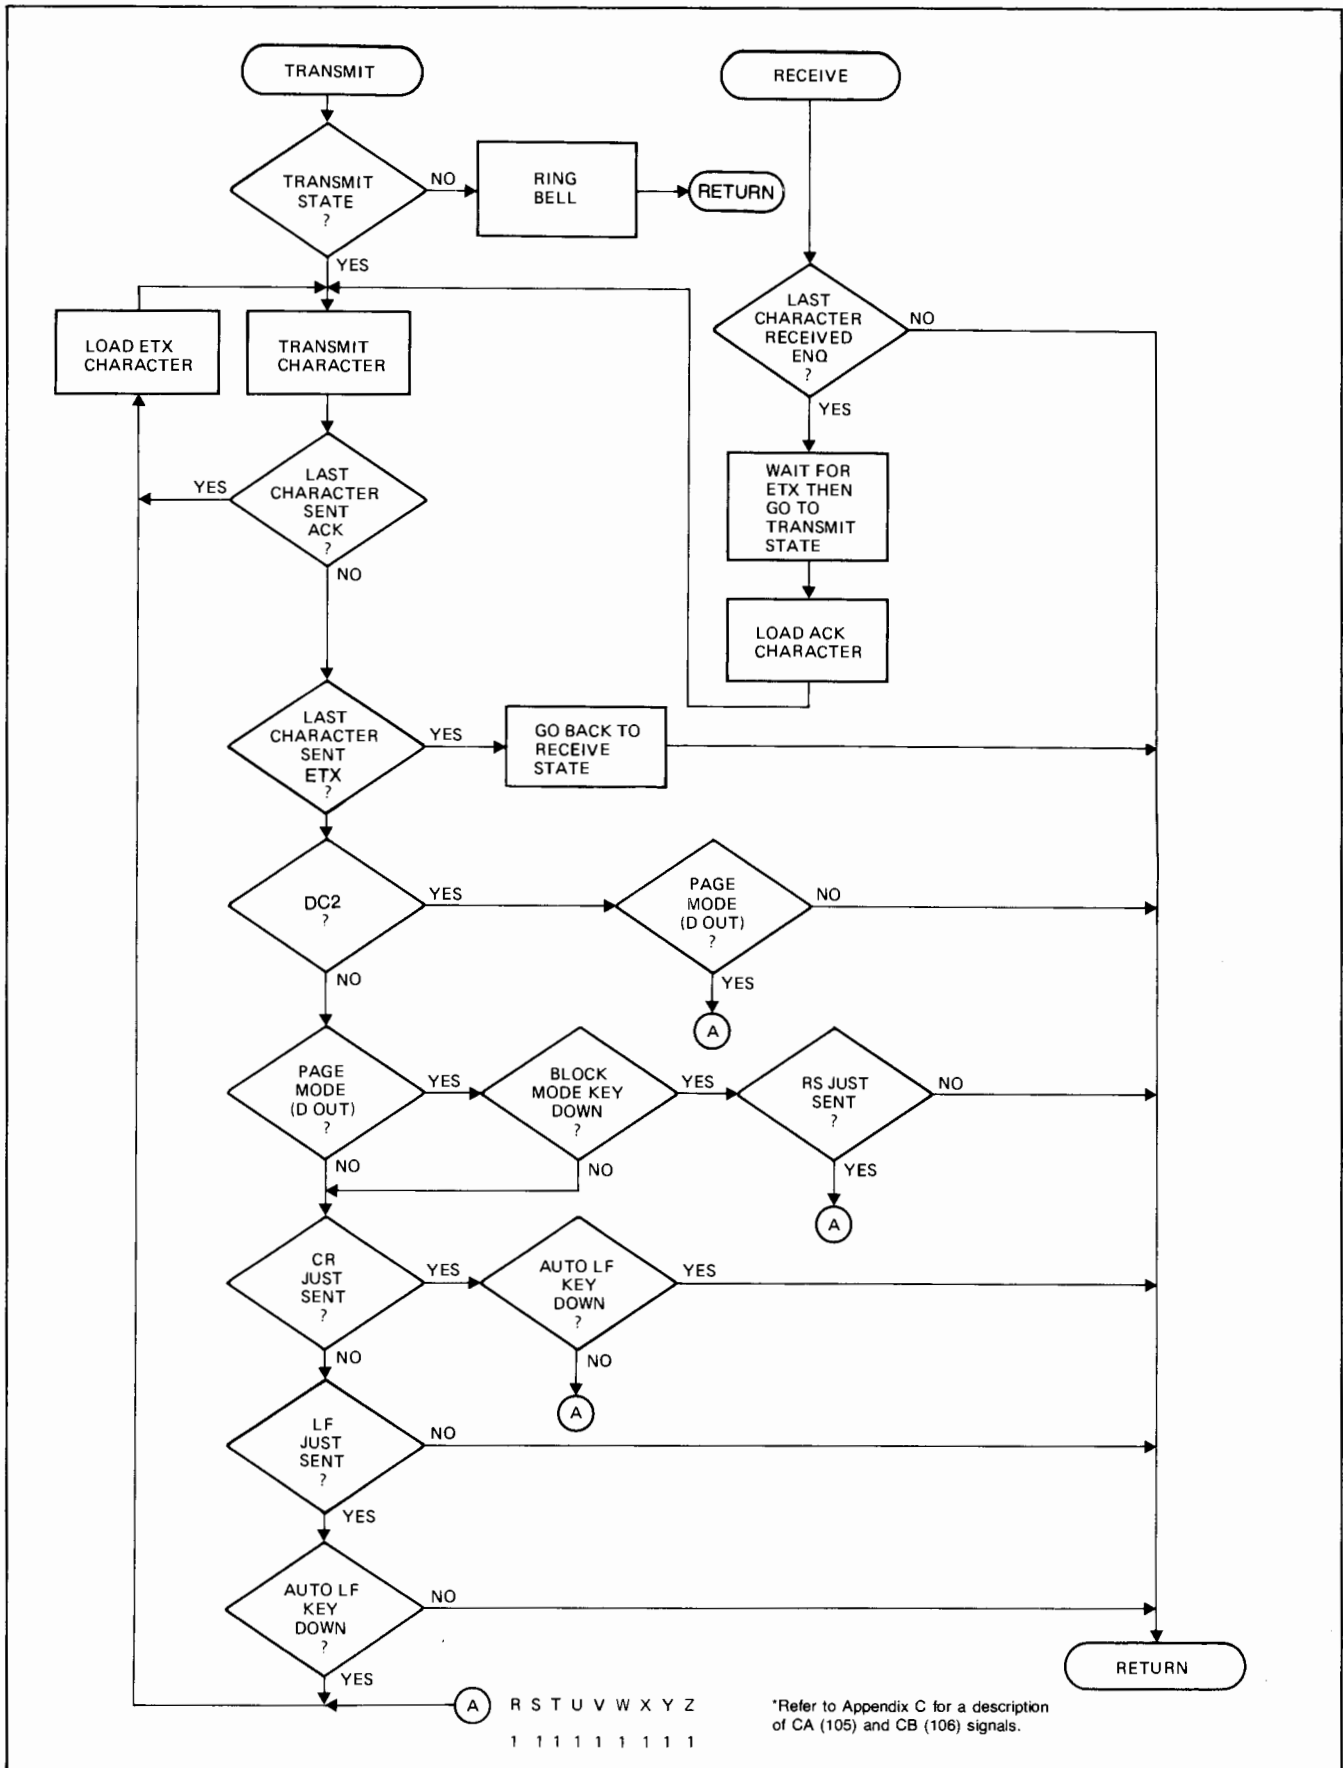 TRANSMIT
TRANSMIT
STATE
?
NO
RING
BELL
RETURN
YES
LOAD ETX
CHARACTER
TRANSMIT
CHARACTER
YES
LAST
CHARACTER
SENT
ACK
?
NO
LAST
CHARACTER
SENT
ETX
?
YES
GO BACK TO
RECEIVE
STATE
RECEIVE
LAST
CHARACTER
RECEIVED
ENQ
?
NO
YES
WAIT FOR
ETX THEN
GO TO
TRANSMIT
STATE
LOAD ACK
CHARACTER
DC2
?
YES
PAGE
MODE
(D OUT)
?
NO
YES
A
NO
PAGE
MODE
(D OUT)
?
YES
BLOCK
MODE KEY
DOWN
?
YES
RS JUST
SENT
?
NO
YES
A
NO
NO
CR
JUST
SENT
?
YES
AUTO LF
KEY
DOWN
?
YES
NO
A
NO
LF
JUST
SENT
?
NO
YES
AUTO LF
KEY
DOWN
?
NO
YES
RETURN
A
R S T U V W X Y Z
1 1 1 1 1 1 1 1 1
*Refer to Appendix C for a description
of CA (105) and CB (106) signals.